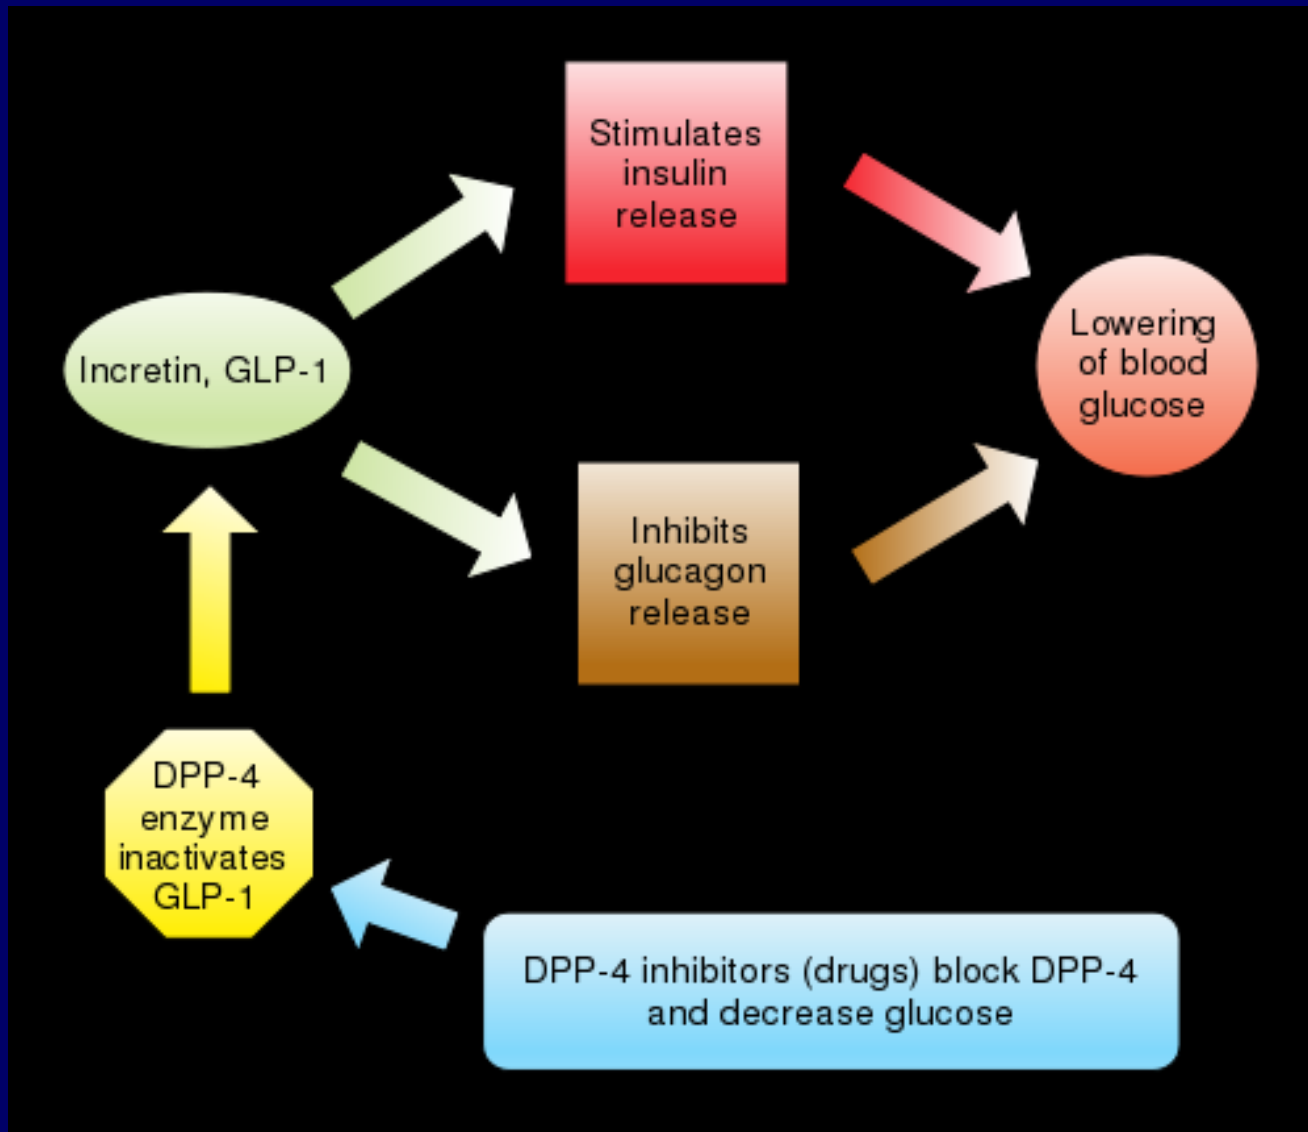 Stimulates
insulin
release
Incretin, GLP-1
Lowering
of blood
glucose
Inhibits
glucagon
release
DPP-4
enzyme
inactivates
GLP-1
DPP-4 inhibitors (drugs) block DPP-4
and decrease glucose